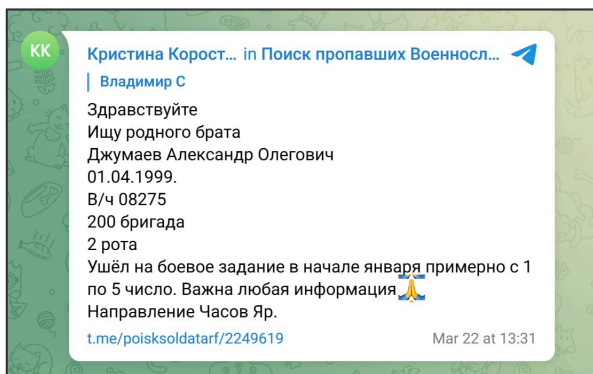 КК
Кристина Корост... in Поиск пропавших Военносл...
Владимир С
Здравствуйте
Ищу родного брата
Джумаев Александр Олегович
01.04.1999.
В/ч 08275
200 бригада
2 рота
Ушёл на боевое задание в начале января примерно с 1
по 5 число. Важна любая информация🙏
Направление Часов Яр.
t.me/poisksoldatarf/2249619 Mar 22 at 13:31